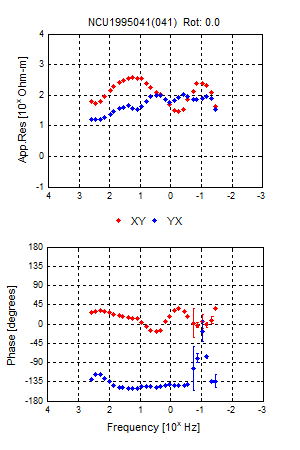 NCU1995041(041) Rot: 0.0
App.Res [10ˣ Ohm-m]
4
3
2
1
0
-1
4 3 2 1 0 -1 -2 -3
XY YX
Phase [degrees]
180
135
90
45
0
-45
-90
-135
-180
4 3 2 1 0 -1 -2 -3
Frequency [10ˣ Hz]